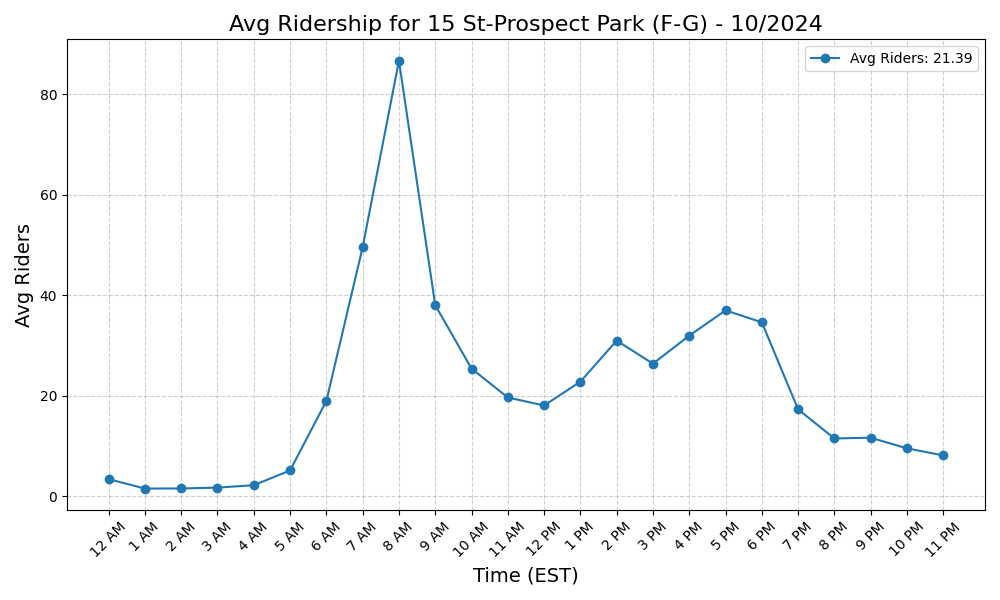 Avg Ridership for 15 St-Prospect Park (F-G) - 10/2024
Avg Riders: 21.39
Avg Riders
80
60
40
20
0
12 AM
1 AM
2 AM
3 AM
4 AM
5 AM
6 AM
7 AM
8 AM
9 AM
10 AM
11 AM
12 PM
1 PM
2 PM
3 PM
4 PM
5 PM
6 PM
7 PM
8 PM
9 PM
10 PM
11 PM
Time (EST)